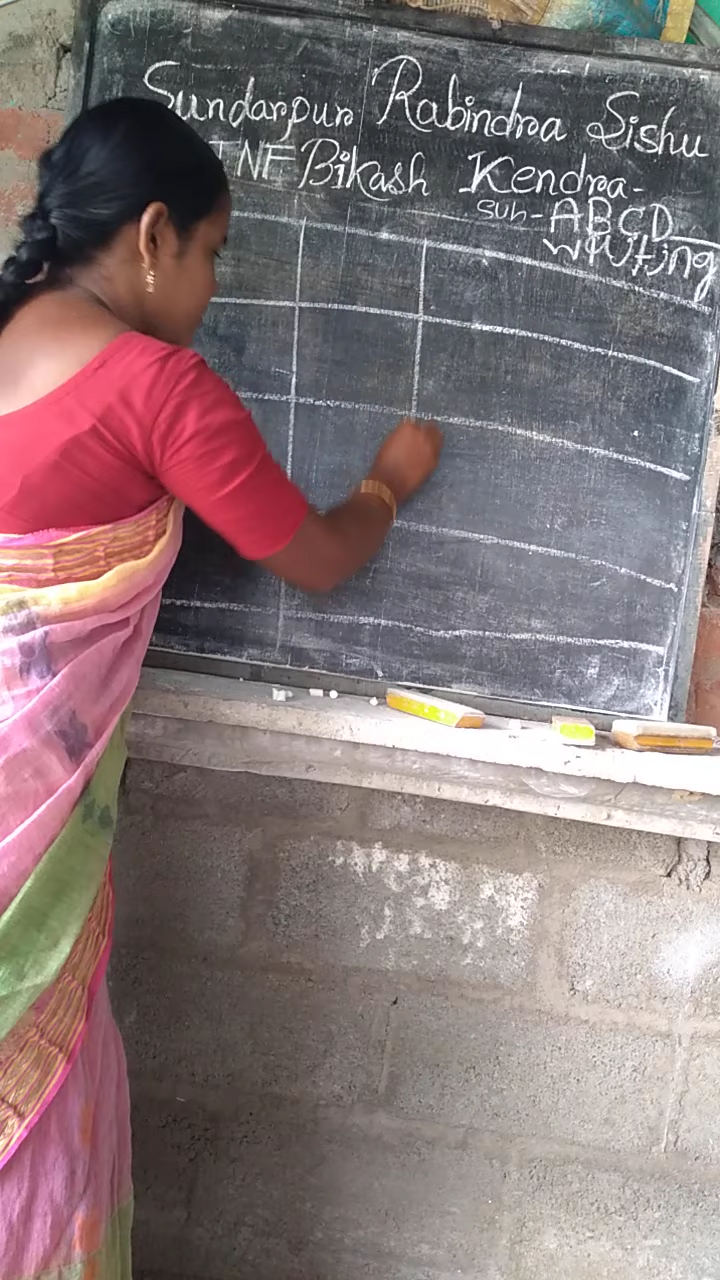 Sundarpur Rabindra Sishu
TNF Bikash Kendra-
Sub- ABCD
Writing